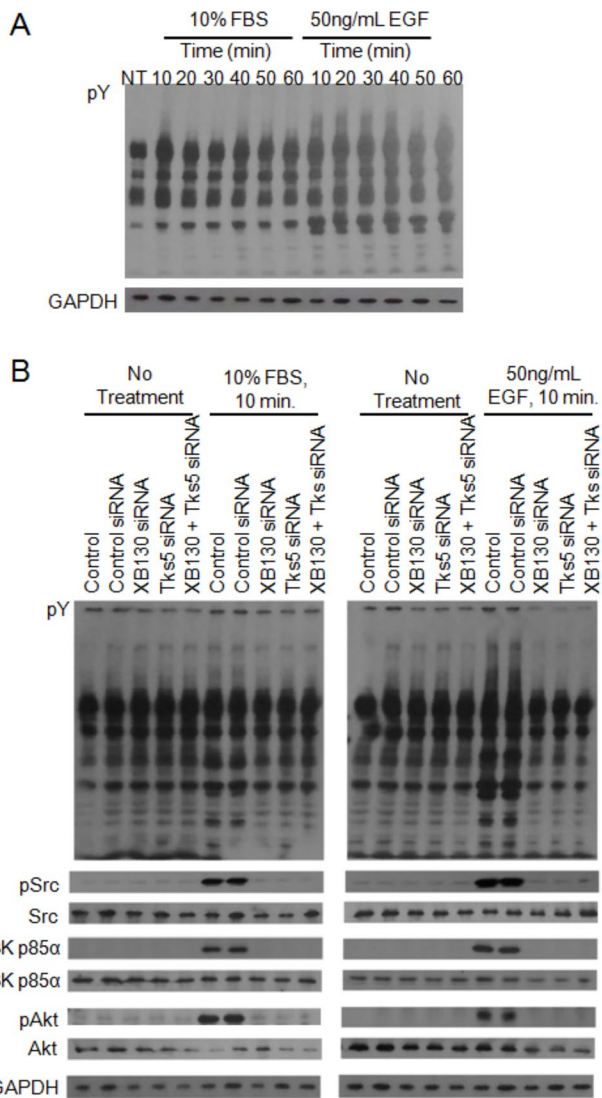 A
10% FBS 50ng/mL EGF
Time (min) Time (min)
NT 10 20 30 40 50 60 10 20 30 40 50 60
pY
GAPDH
B
No Treatment
10% FBS, 10 min.
No Treatment
50ng/mL EGF, 10 min.
Control
Control siRNA
XB130 siRNA
Tks5 siRNA
XB130 + Tks5 siRNA
Control
Control siRNA
XB130 siRNA
Tks5 siRNA
XB130 + Tks5 siRNA
Control
Control siRNA
XB130 siRNA
Tks5 siRNA
XB130 + Tks5 siRNA
Control
Control siRNA
XB130 siRNA
Tks5 siRNA
XB130 + Tks siRNA
pY
pSrc
Src
K p85α
K p85α
pAkt
Akt
GAPDH